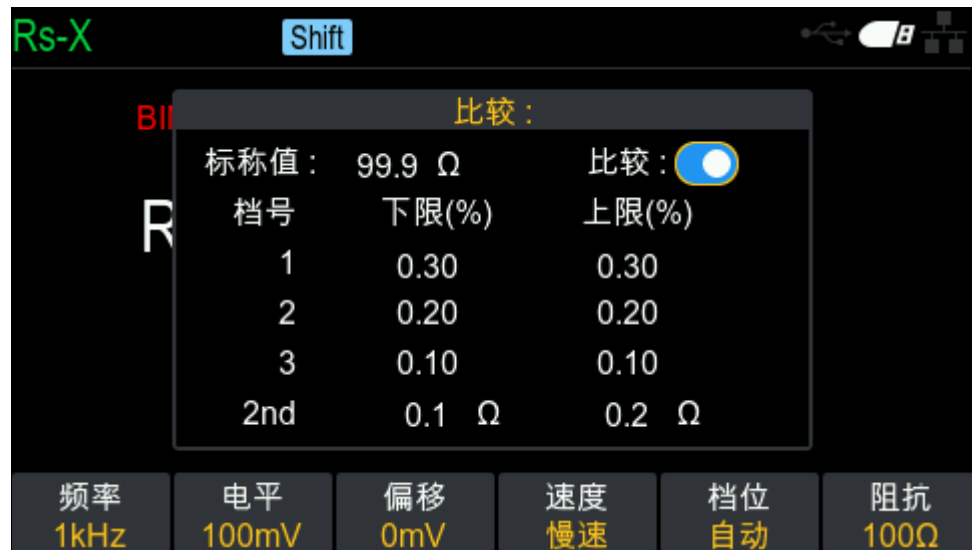 Rs-X Shift
BI
比较 :
标称值 : 99.9 Ω 比较 :
R
档号 下限(%) 上限(%)
1 0.30 0.30
2 0.20 0.20
3 0.10 0.10
2nd 0.1 Ω 0.2 Ω
频率 电平 偏移 速度 档位 阻抗
1kHz 100mV 0mV 慢速 自动 100Ω